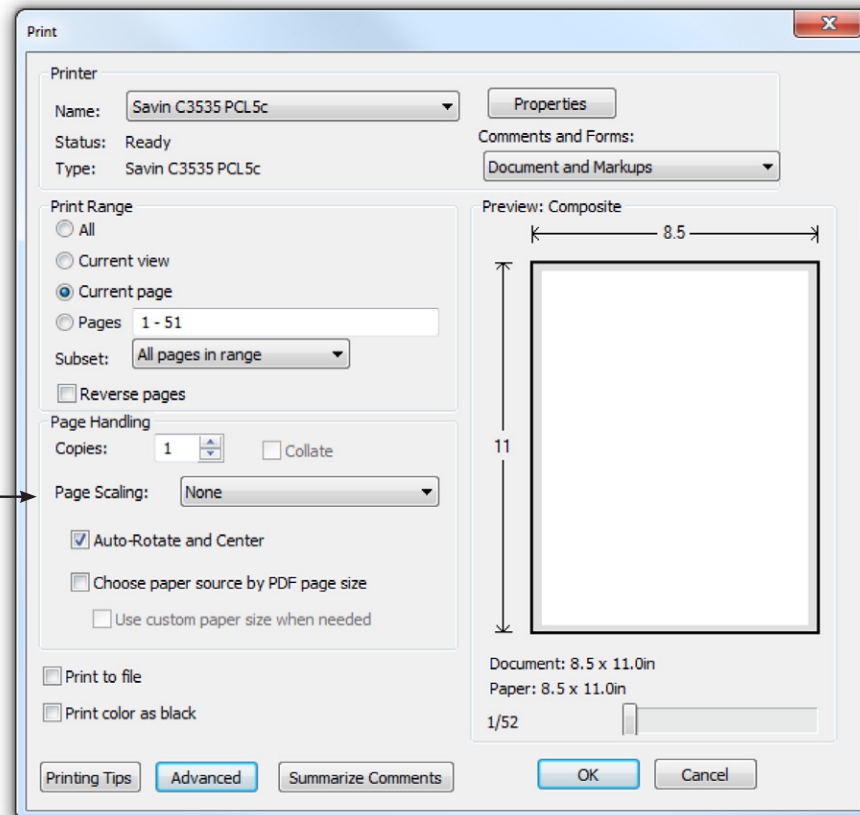 Print
Printer
Name: Savin C3535 PCL5c Properties
Status: Ready Comments and Forms:
Type: Savin C3535 PCL5c Document and Markups
Print Range
All
Current view
Current page
Pages 1 - 51
Subset: All pages in range
Reverse pages
Page Handling
Copies: 1 Collate
Page Scaling: None
Auto-Rotate and Center
Choose paper source by PDF page size
Use custom paper size when needed
Print to file
Print color as black
Preview: Composite
8.5
11
Document: 8.5 x 11.0in
Paper: 8.5 x 11.0in
1/52
Printing Tips Advanced Summarize Comments OK Cancel